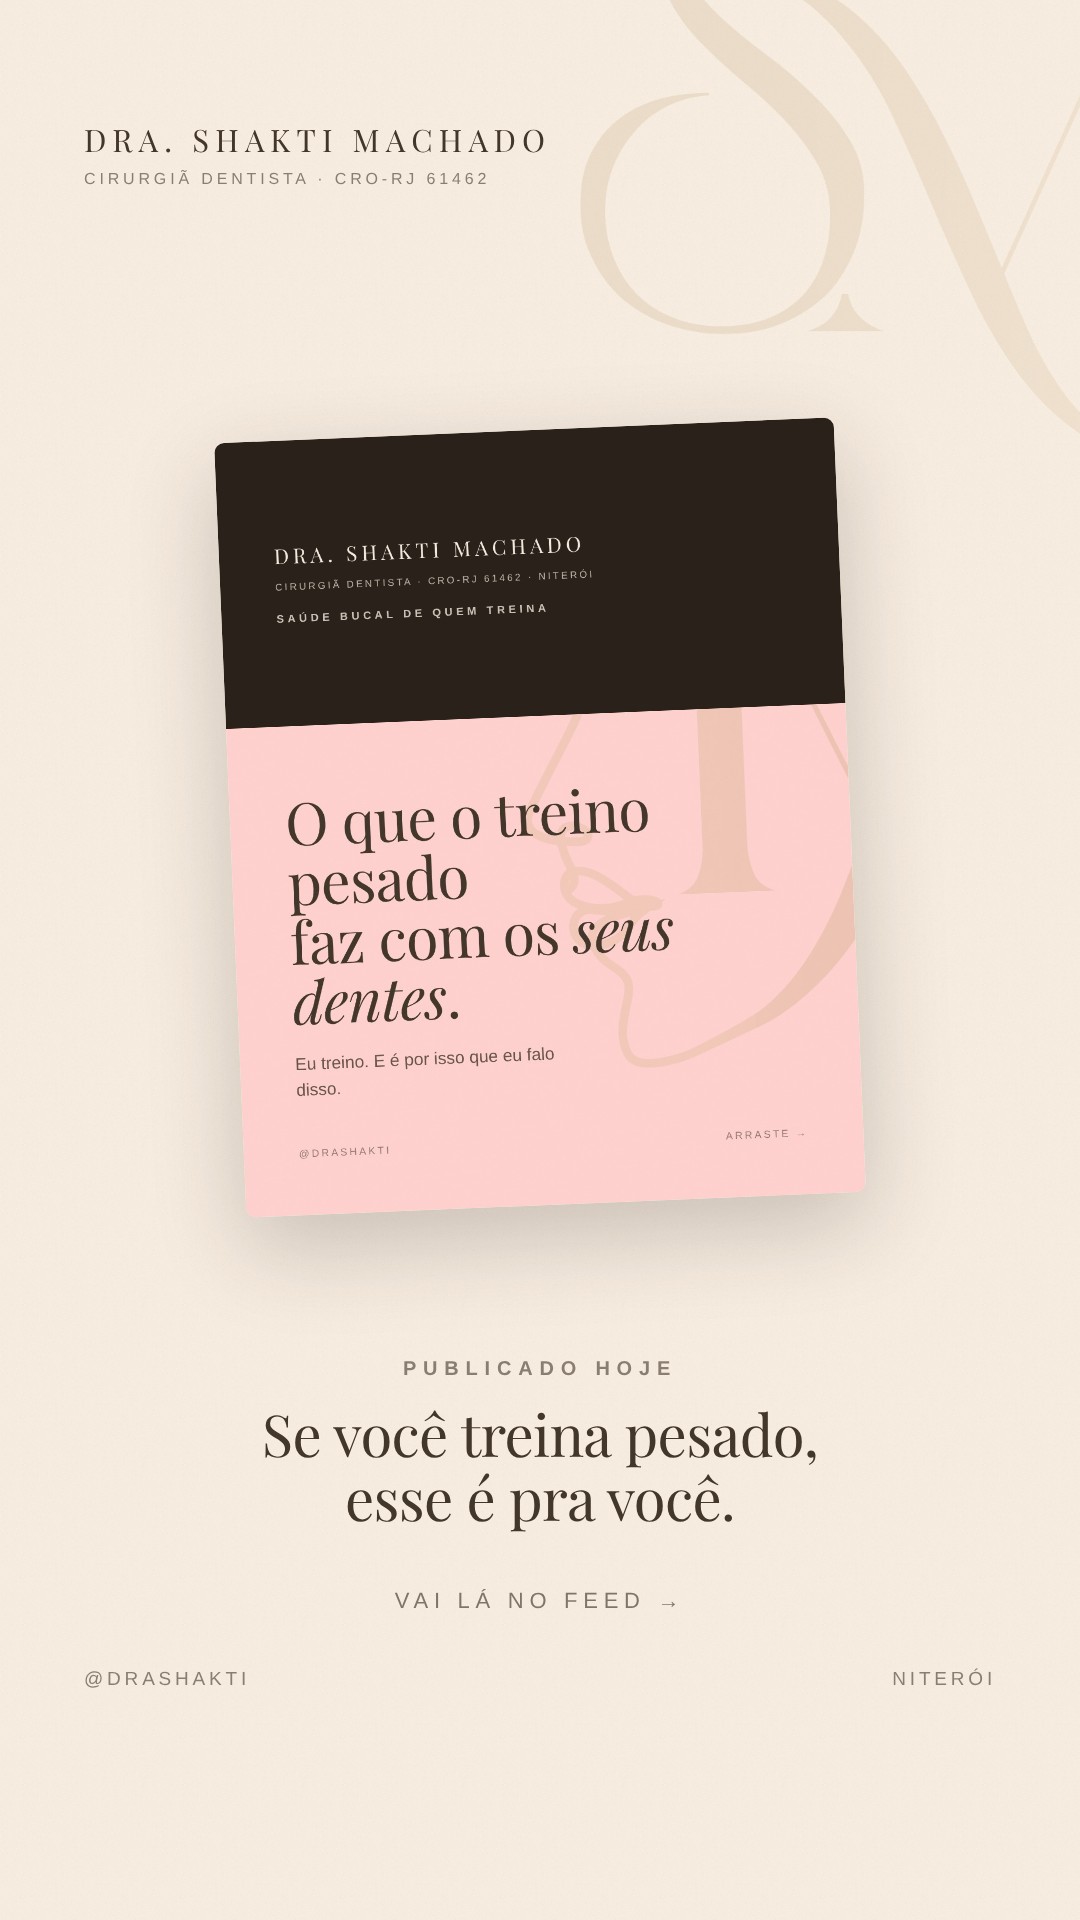 DRA. SHAKTI MACHADO
CIRURGIÃ DENTISTA · CRO-RJ 61462
DRA. SHAKTI MACHADO
CIRURGIÃ DENTISTA · CRO-RJ 61462 · NITERÓI
SAÚDE BUCAL DE QUEM TREINA
O que o treino
pesado
faz com os seus
dentes.
Eu treino. E é por isso que eu falo
disso.
@DRASHAKTI
ARRASTE →
PUBLICADO HOJE
Se você treina pesado,
esse é pra você.
VAI LÁ NO FEED →
@DRASHAKTI
NITERÓI